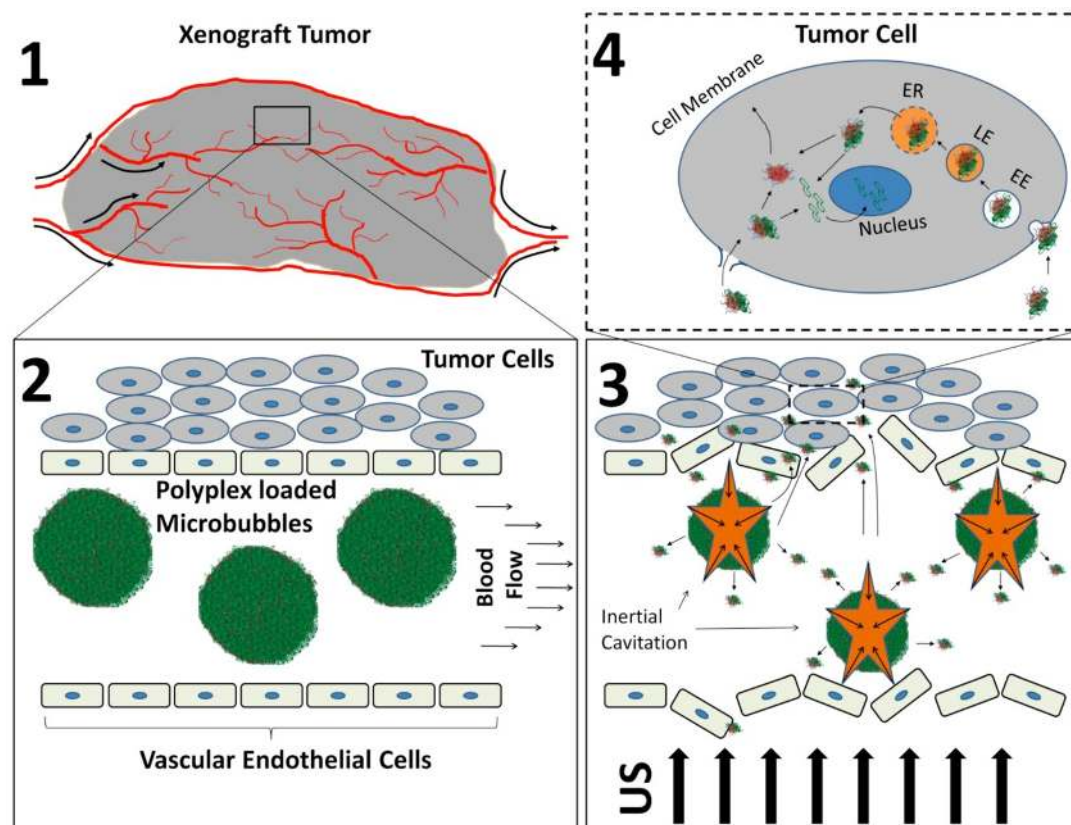 1
Xenograft Tumor
2
Tumor Cells
Polyplex loaded
Microbubbles
Blood
Flow
Vascular Endothelial Cells
3
Inertial
Cavitation
US
4
Tumor Cell
Cell Membrane
ER
LE
EE
Nucleus